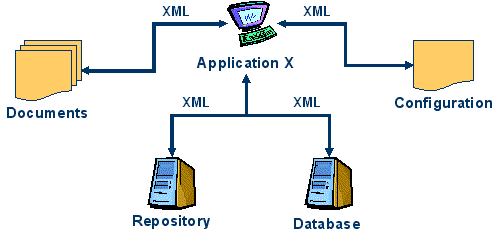 XML
XML
Application X
Documents
Configuration
XML
XML
Repository
Database